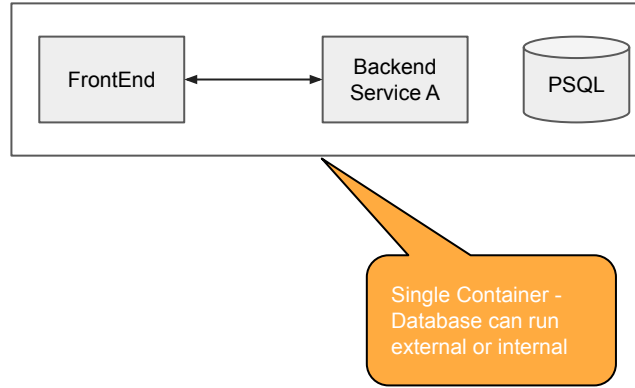 FrontEnd
Backend
Service A
PSQL
Single Container -
Database can run
external or internal